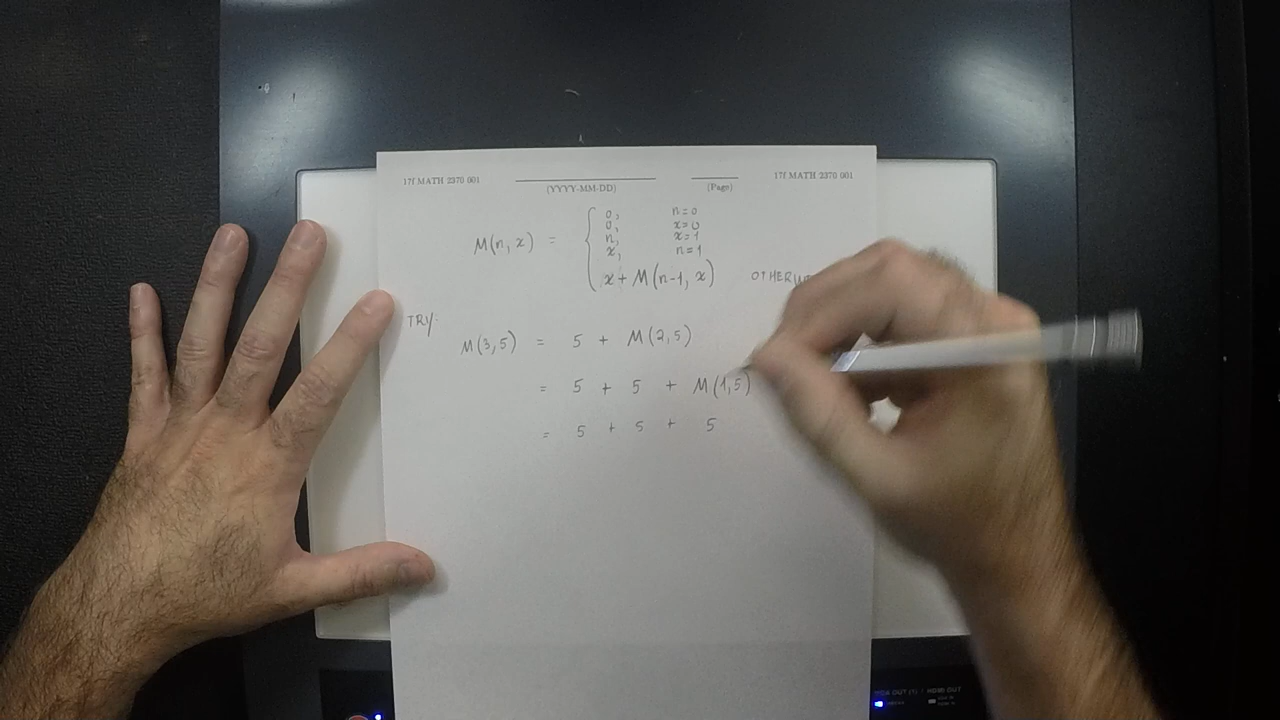 17f MATH 2370 001 17f MATH 2370 001
(YYYY-MM-DD) (Page)
0, n=0
0, x=0
M(n, x) = { n, x=1
x, n=1
x + M(n-1, x)
TRY:
M(3,5) = 5 + M(2,5)
= 5 + 5 + M(1,5)
= 5 + 5 + 5